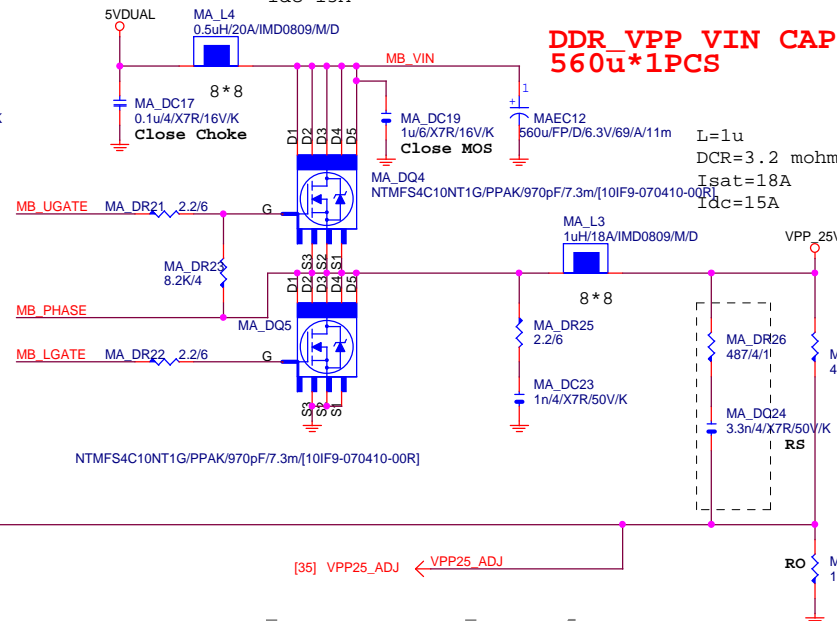 5VDUAL
MA_L4
0.5uH/20A/IMD0809/M/D
8*8
MB_VIN
DDR_VPP VIN CAP
560u*1PCS
MA_DC17
0.1u/4/X7R/16V/K
Close Choke
D1
D2
D3
D4
D5
MA_DC19
1u/6/X7R/16V/K
Close MOS
1
+
MAEC12
560u/FP/D/6.3V/69/A/11m
L=1u
DCR=3.2 mohm
Isat=18A
Idc=15A
MA_DQ4
NTMFS4C10NT1G/PPAK/970pF/7.3m/[10IF9-070410-00R]
MB_UGATE
MA_DR21
2.2/6
G
S3
S2
S1
MA_L3
1uH/18A/IMD0809/M/D
8*8
VPP_25V
MA_DR23
8.2K/4
D1
D2
D3
D4
D5
MB_PHASE
MA_DQ5
MB_LGATE
MA_DR22
2.2/6
G
S3
S2
S1
MA_DR25
2.2/6
MA_DC23
1n/4/X7R/50V/K
MA_DR26
487/4/1
MA_DC24
3.3n/4/X7R/50V/K
RS
NTMFS4C10NT1G/PPAK/970pF/7.3m/[10IF9-070410-00R]
[35] VPP25_ADJ
VPP25_ADJ
RO